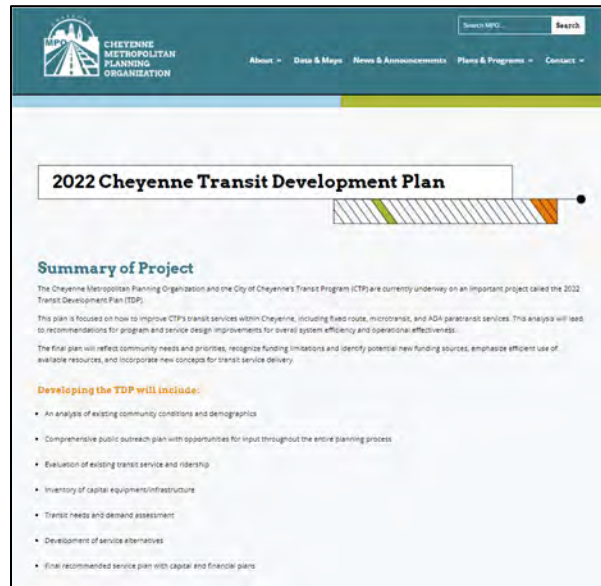 Search MPO...
Search
MPO
CHEYENNE
METROPOLITAN
PLANNING
ORGANIZATION
About
Data & Maps
News & Announcements
Plans & Programs
Contact
2022 Cheyenne Transit Development Plan
Summary of Project
The Cheyenne Metropolitan Planning Organization and the City of Cheyenne's Transit Program (CTP) are currently underway on an important project called the 2022
Transit Development Plan (TDP).
This plan is focused on how to improve CTP's transit services within Cheyenne, including fixed route, microtransit, and ADA paratransit services. This analysis will lead
to recommendations for program and service design improvements for overall system efficiency and operational effectiveness.
The final plan will reflect community needs and priorities, recognize funding limitations and identify potential new funding sources, emphasize efficient use of
available resources, and incorporate new concepts for transit service delivery.
Developing the TDP will include:
• An analysis of existing community conditions and demographics
• Comprehensive public outreach plan with opportunities for input throughout the entire planning process
• Evaluation of existing transit service and ridership
• Inventory of capital equipment/infrastructure
• Transit needs and demand assessment
• Development of service alternatives
• Final recommended service plan with capital and financial plans